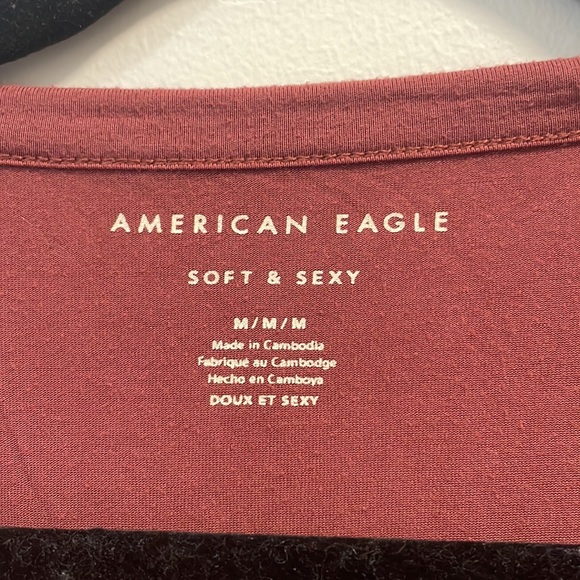 AMERICAN EAGLE
SOFT & SEXY
M/M/M
Made in Cambodia
Fabriqué au Cambodge
Hecho en Camboya
DOUX ET SEXY